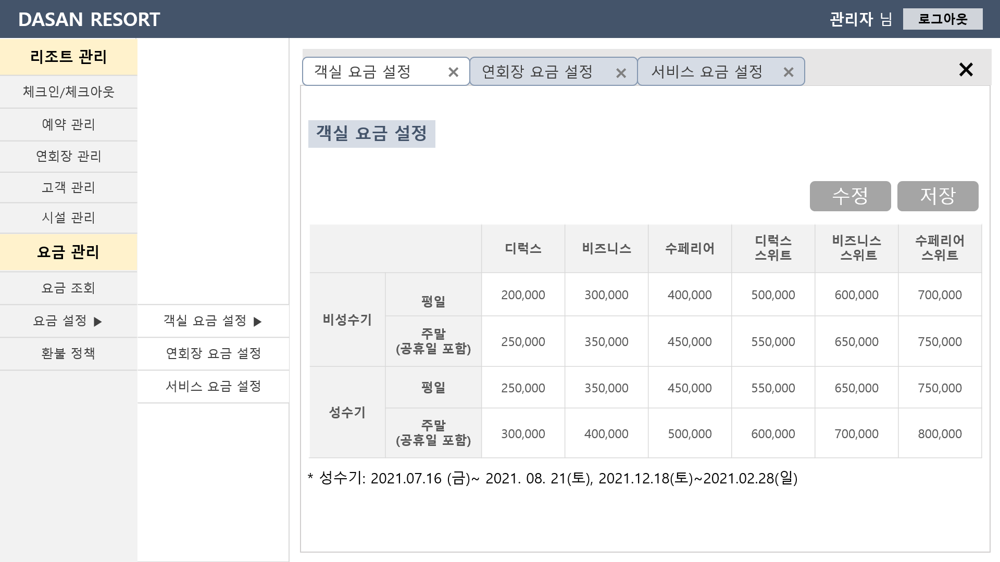 DASAN RESORT
관리자 님
로그아웃
리조트 관리
체크인/체크아웃
예약 관리
연회장 관리
고객 관리
시설 관리
요금 관리
요금 조회
요금 설정 ▶
환불 정책
객실 요금 설정 ▶
연회장 요금 설정
서비스 요금 설정
객실 요금 설정 ×
연회장 요금 설정 ×
서비스 요금 설정 ×
×
객실 요금 설정
수정
저장
디럭스 비즈니스 수페리어 디럭스 비즈니스 수페리어
스위트 스위트 스위트
비성수기
평일 200,000 300,000 400,000 500,000 600,000 700,000
주말
(공휴일 포함) 250,000 350,000 450,000 550,000 650,000 750,000
성수기
평일 250,000 350,000 450,000 550,000 650,000 750,000
주말
(공휴일 포함) 300,000 400,000 500,000 600,000 700,000 800,000
* 성수기: 2021.07.16 (금)~ 2021. 08. 21(토), 2021.12.18(토)~2021.02.28(일)